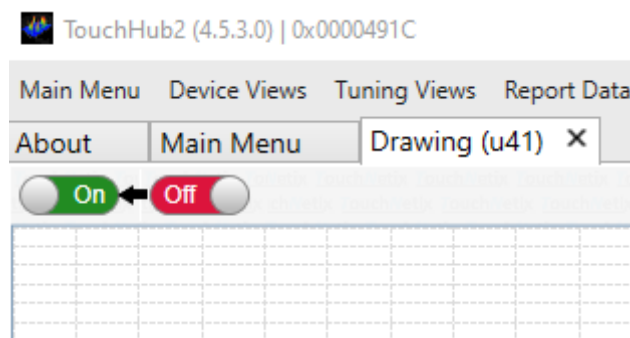 TouchHub2 (4.5.3.0) | 0x0000491C
Main Menu Device Views Tuning Views Report Data
About Main Menu Drawing (u41) ×
On Off